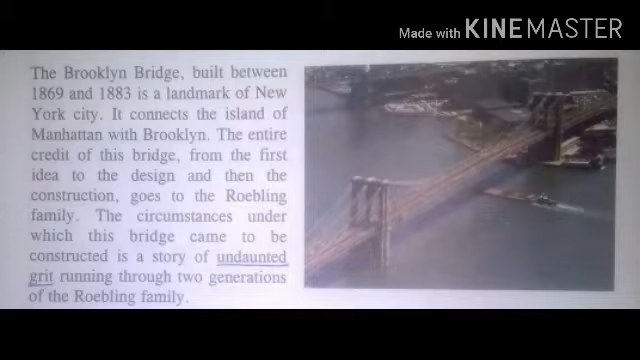 Made with KINEMASTER
The Brooklyn Bridge, built between
1869 and 1883 is a landmark of New
York city. It connects the island of
Manhattan with Brooklyn. The entire
credit of this bridge, from the first
idea to the design and then the
construction, goes to the Roebling
family. The circumstances under
which this bridge came to be
constructed is a story of undaunted
grit running through two generations
of the Roebling family.